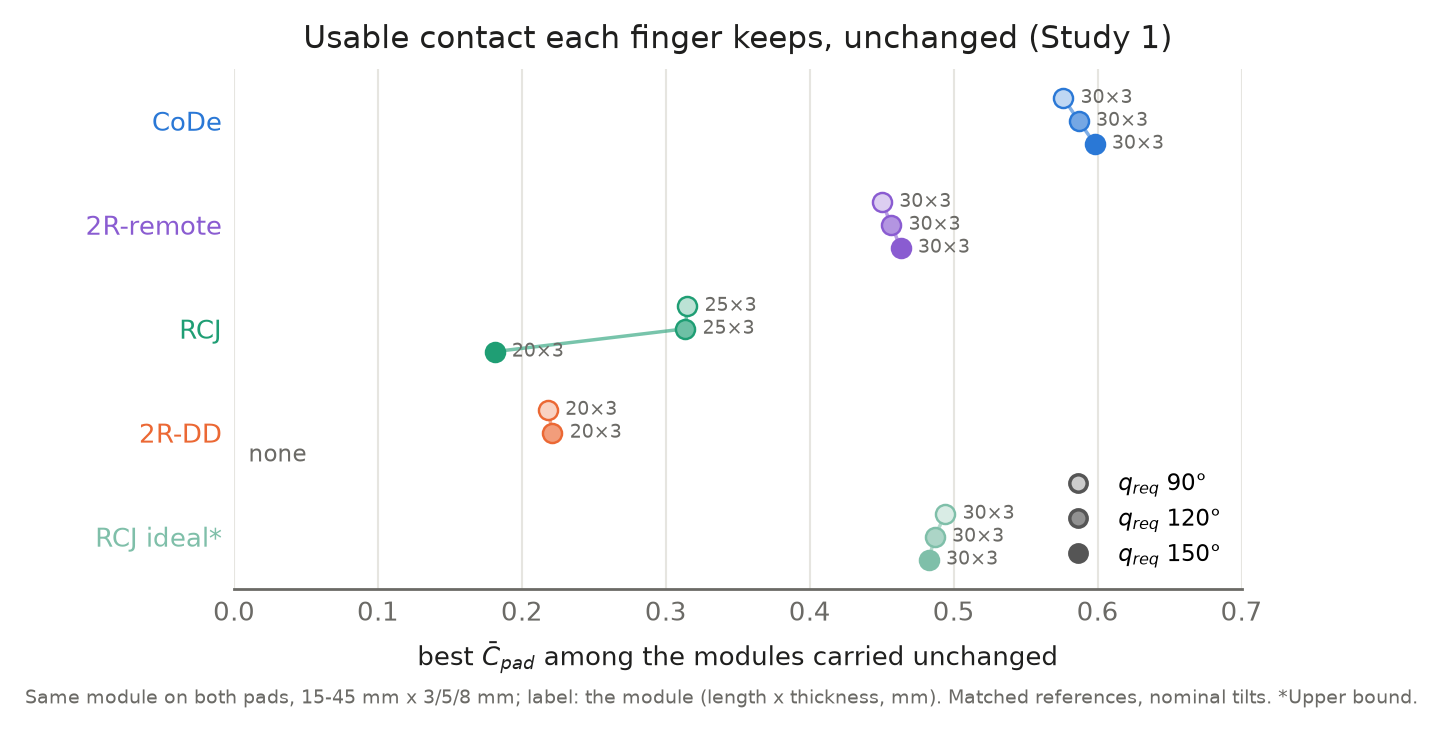 Usable contact each finger keeps, unchanged (Study 1)
CoDe
30×3
30×3
30×3
2R-remote
30×3
30×3
30×3
RCJ
25×3
25×3
20×3
2R-DD
20×3
20×3
none
RCJ ideal*
30×3
30×3
30×3
q_req 90°
q_req 120°
q_req 150°
0.0 0.1 0.2 0.3 0.4 0.5 0.6 0.7
best C̄_pad among the modules carried unchanged
Same module on both pads, 15-45 mm x 3/5/8 mm; label: the module (length x thickness, mm). Matched references, nominal tilts. *Upper bound.